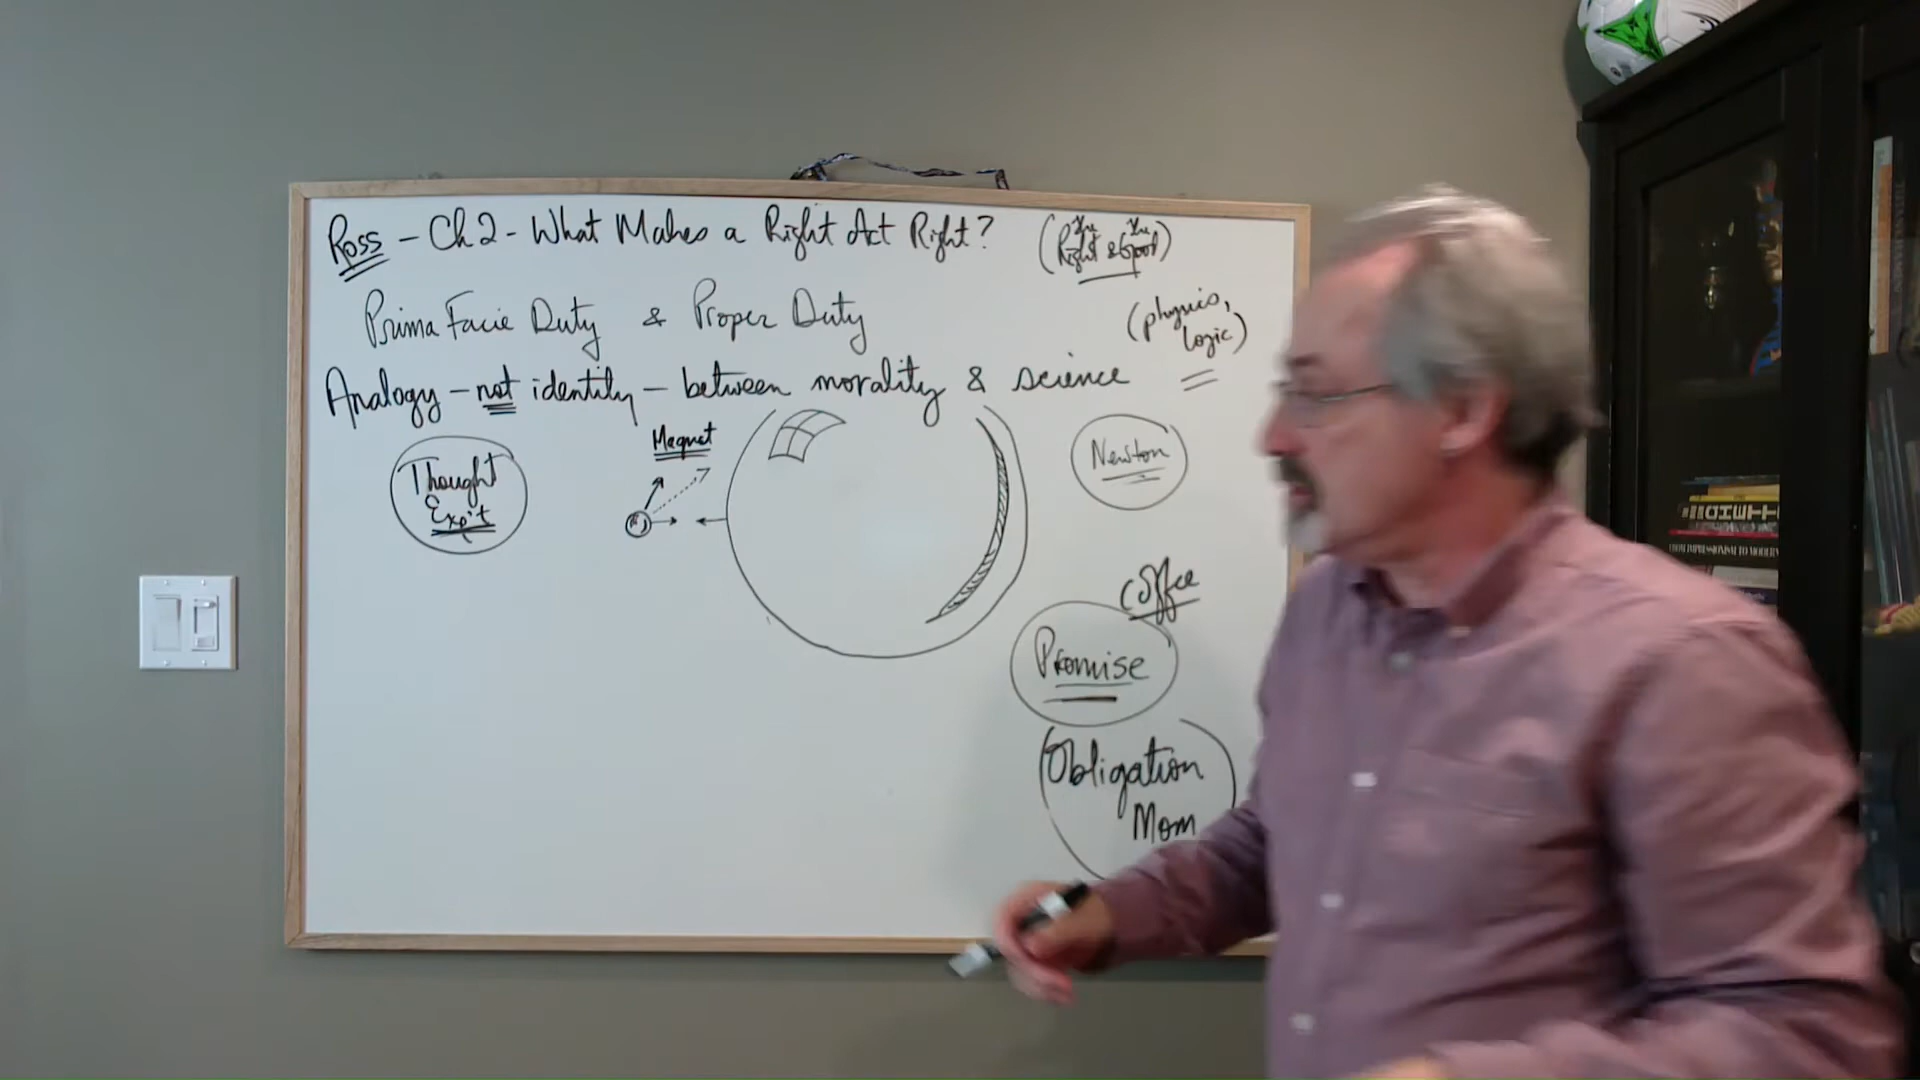 Ross - Ch 2 - What Makes a Right Act Right?
(The Right & The Good)
Prima Facie Duty & Proper Duty
(physics,
logic)
Analogy - not identity - between morality & science
Thought
Exp't
Magnet
Newton
Coffee
Promise
Obligation
Mom